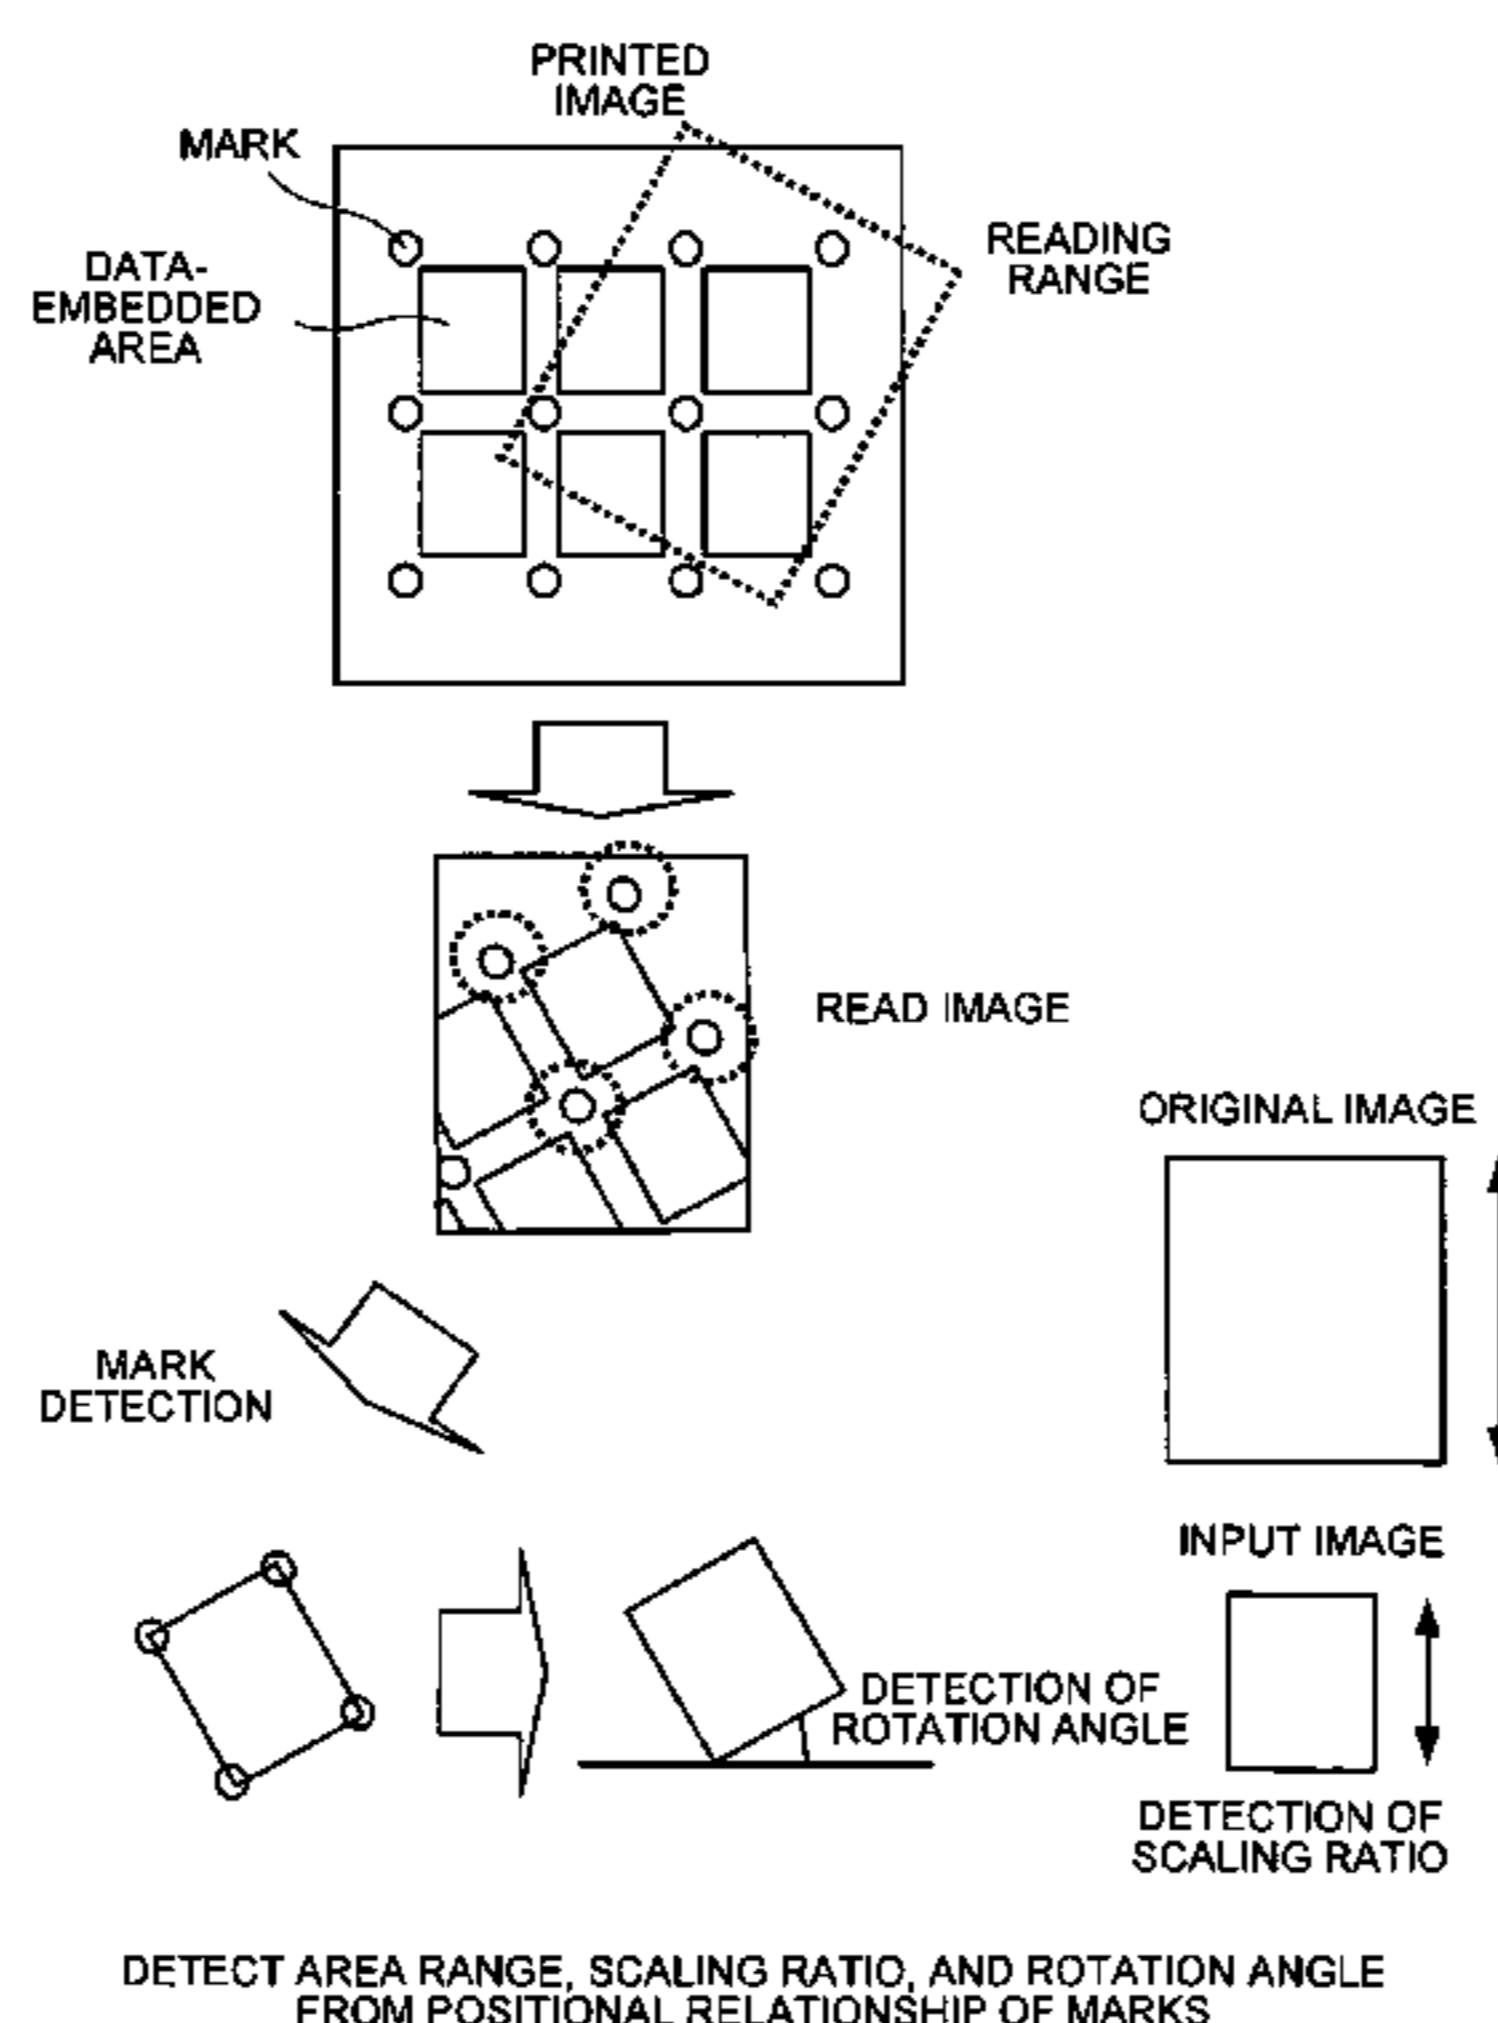 PRINTED
IMAGE
MARK
READING
RANGE
DATA-
EMBEDDED
AREA
READ IMAGE
ORIGINAL IMAGE
MARK
DETECTION
INPUT IMAGE
DETECTION OF
ROTATION ANGLE
DETECTION OF
SCALING RATIO
DETECT AREA RANGE, SCALING RATIO, AND ROTATION ANGLE
FROM POSITIONAL RELATIONSHIP OF MARKS